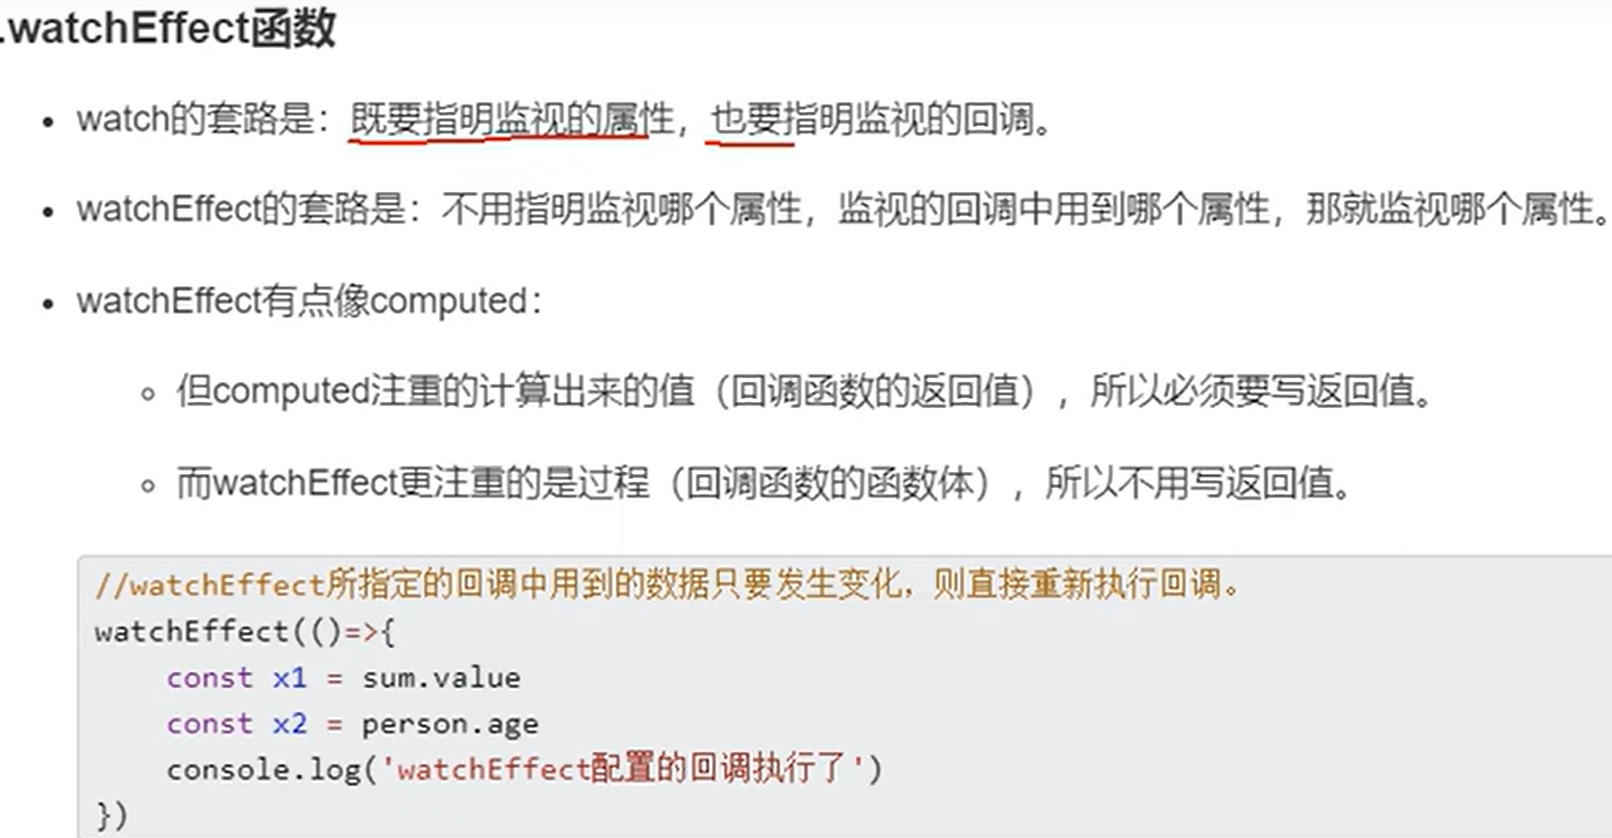 .watchEffect函数
watch的套路是：既要指明监视的属性，也要指明监视的回调。
watchEffect的套路是：不用指明监视哪个属性，监视的回调中用到哪个属性，那就监视哪个属性。
watchEffect有点像computed：
但computed注重的计算出来的值（回调函数的返回值），所以必须要写返回值。
而watchEffect更注重的是过程（回调函数的函数体），所以不用写返回值。
//watchEffect所指定的回调中用到的数据只要发生变化，则直接重新执行回调。
watchEffect(()=>{
    const x1 = sum.value
    const x2 = person.age
    console.log('watchEffect配置的回调执行了')
})